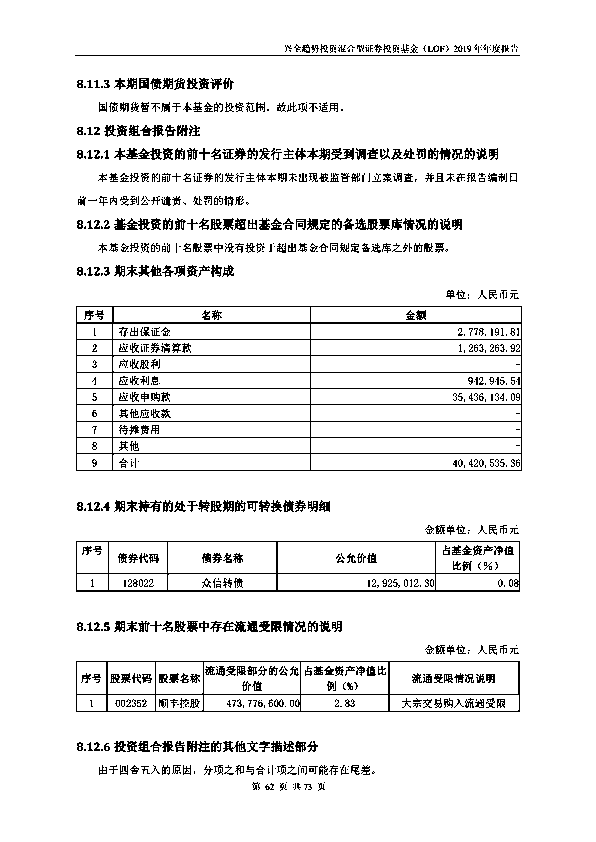 兴全趋势投资混合型证券投资基金（LOF）2019 年年度报告
8.11.3 本期国债期货投资评价
国债期货暂不属于本基金的投资范围，故此项不适用。
8.12 投资组合报告附注
8.12.1 本基金投资的前十名证券的发行主体本期受到调查以及处罚的情况的说明
本基金投资的前十名证券的发行主体本期未出现被监管部门立案调查，并且未在报告编制日
前一年内受到公开谴责、处罚的情形。
8.12.2 基金投资的前十名股票超出基金合同规定的备选股票库情况的说明
本基金投资的前十名股票中没有投资于超出基金合同规定备选库之外的股票。
8.12.3 期末其他各项资产构成
单位：人民币元
序号 名称 金额
1 存出保证金 2,778,191.81
2 应收证券清算款 1,263,263.92
3 应收股利 -
4 应收利息 942,945.54
5 应收申购款 35,436,134.09
6 其他应收款 -
7 待摊费用 -
8 其他 -
9 合计 40,420,535.36
8.12.4 期末持有的处于转股期的可转换债券明细
金额单位：人民币元
序号 债券代码 债券名称 公允价值 占基金资产净值
比例（%）
1 128022 众信转债 12,925,012.30 0.08
8.12.5 期末前十名股票中存在流通受限情况的说明
金额单位：人民币元
序号 股票代码 股票名称 流通受限部分的公允 占基金资产净值比 流通受限情况说明
价值 例（%）
1 002352 顺丰控股 473,776,600.00 2.83 大宗交易购入流通受限
8.12.6 投资组合报告附注的其他文字描述部分
由于四舍五入的原因，分项之和与合计项之间可能存在尾差。
第 62 页 共 73 页